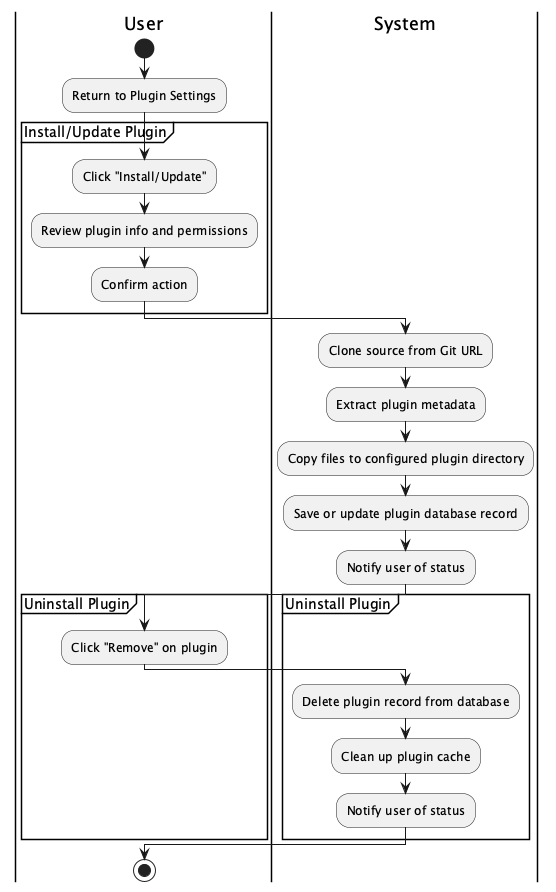 User
System
Return to Plugin Settings
Install/Update Plugin
Click "Install/Update"
Review plugin info and permissions
Confirm action
Clone source from Git URL
Extract plugin metadata
Copy files to configured plugin directory
Save or update plugin database record
Notify user of status
Uninstall Plugin
Uninstall Plugin
Click "Remove" on plugin
Delete plugin record from database
Clean up plugin cache
Notify user of status